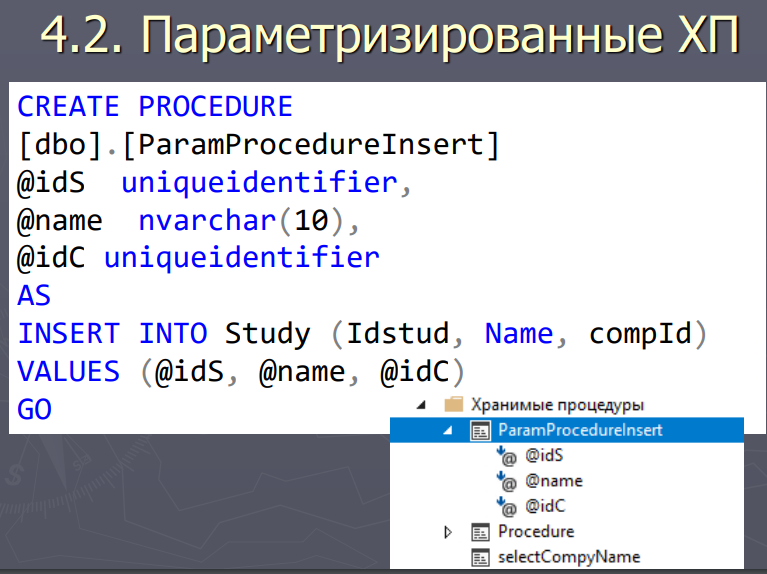 4.2. Параметризированные ХП
CREATE PROCEDURE
[dbo].[ParamProcedureInsert]
@idS uniqueidentifier,
@name nvarchar(10),
@idC uniqueidentifier
AS
INSERT INTO Study (Idstud, Name, compId)
VALUES (@idS, @name, @idC)
GO
Хранимые процедуры
ParamProcedureInsert
@idS
@name
@idC
Procedure
selectCompyName